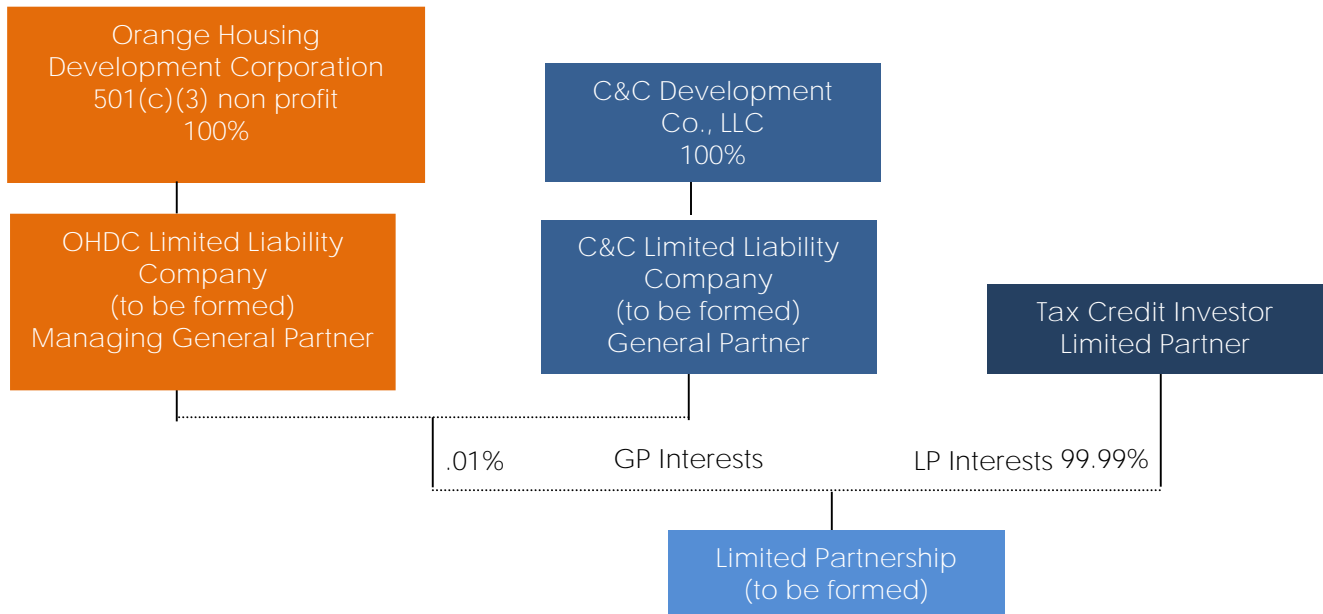 Orange Housing
Development Corporation
501(c)(3) non profit
100%
C&C Development
Co., LLC
100%
OHDC Limited Liability
Company
(to be formed)
Managing General Partner
C&C Limited Liability
Company
(to be formed)
General Partner
Tax Credit Investor
Limited Partner
.01%
GP Interests
LP Interests 99.99%
Limited Partnership
(to be formed)